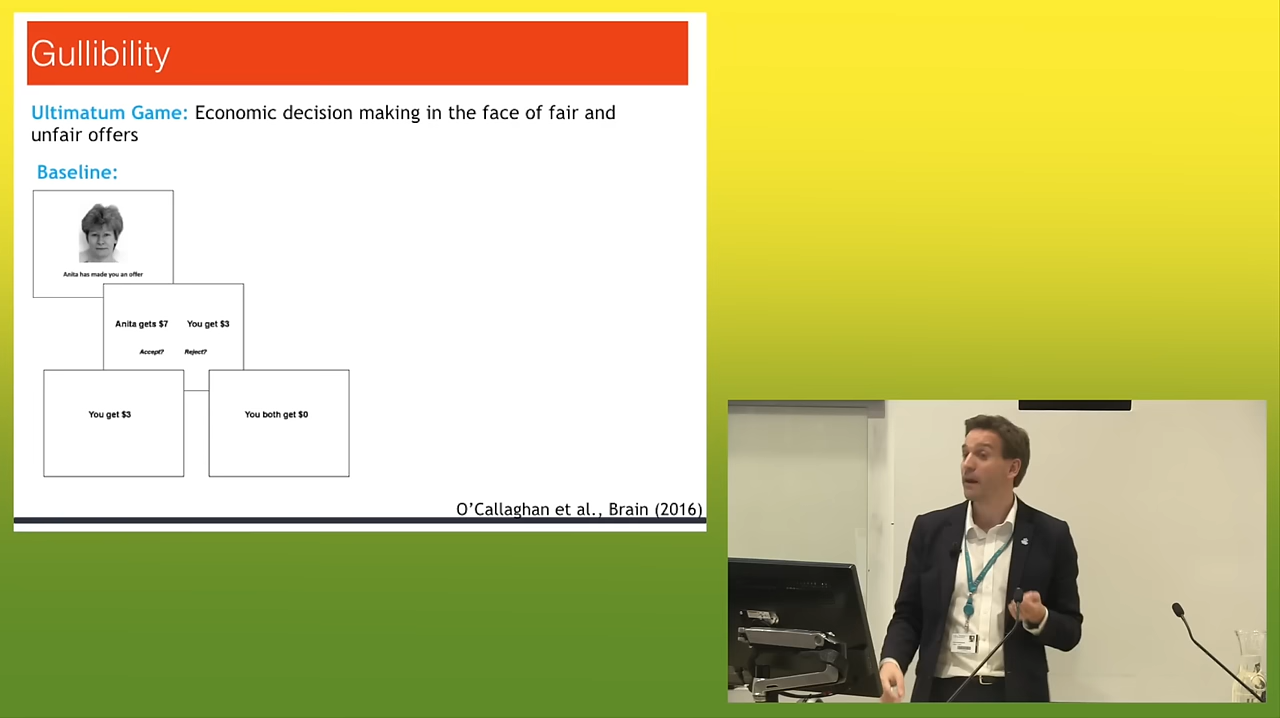 Gullibility
Ultimatum Game: Economic decision making in the face of fair and
unfair offers
Baseline:
Anita has made you an offer
Anita gets $7 You get $3
Accept? Reject?
You get $3 You both get $0
O'Callaghan et al., Brain (2016)